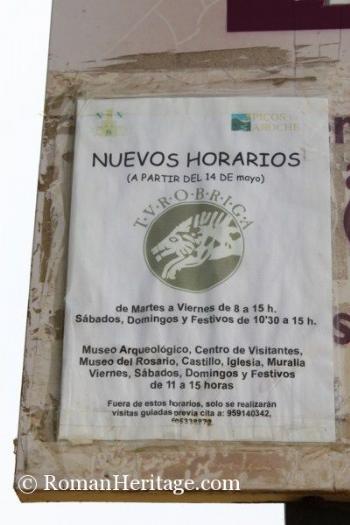 PICOS
AROCHE
NUEVOS HORARIOS
(A PARTIR DEL 14 DE mayo)
TVROBRIGA
de Martes a Viernes de 8 a 15 h.
Sábados, Domingos y Festivos de 10'30 a 15 h.
Museo Arqueológico, Centro de Visitantes,
Museo del Rosario, Castillo, Iglesia, Muralla
Viernes, Sábados, Domingos y Festivos
de 11 a 15 horas
Fuera de estos horarios, solo se realizarán
visitas guiadas previa cita a: 959140342,
© RomanHeritage.com